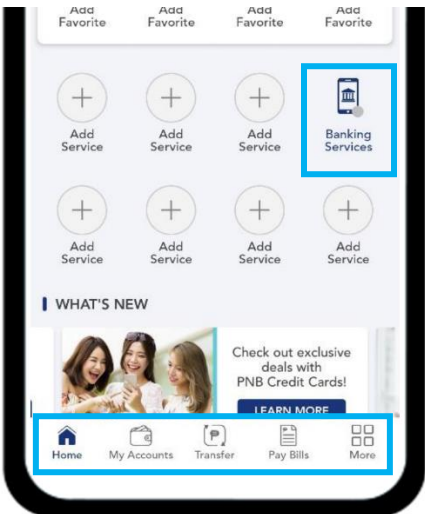 Add Add Add Add
Favorite Favorite Favorite Favorite
Add Add Add Banking
Service Service Service Services
Add Add Add Add
Service Service Service Service
WHAT'S NEW
Check out exclusive
deals with
PNB Credit Cards!
LEARN MORE
Home My Accounts Transfer Pay Bills More